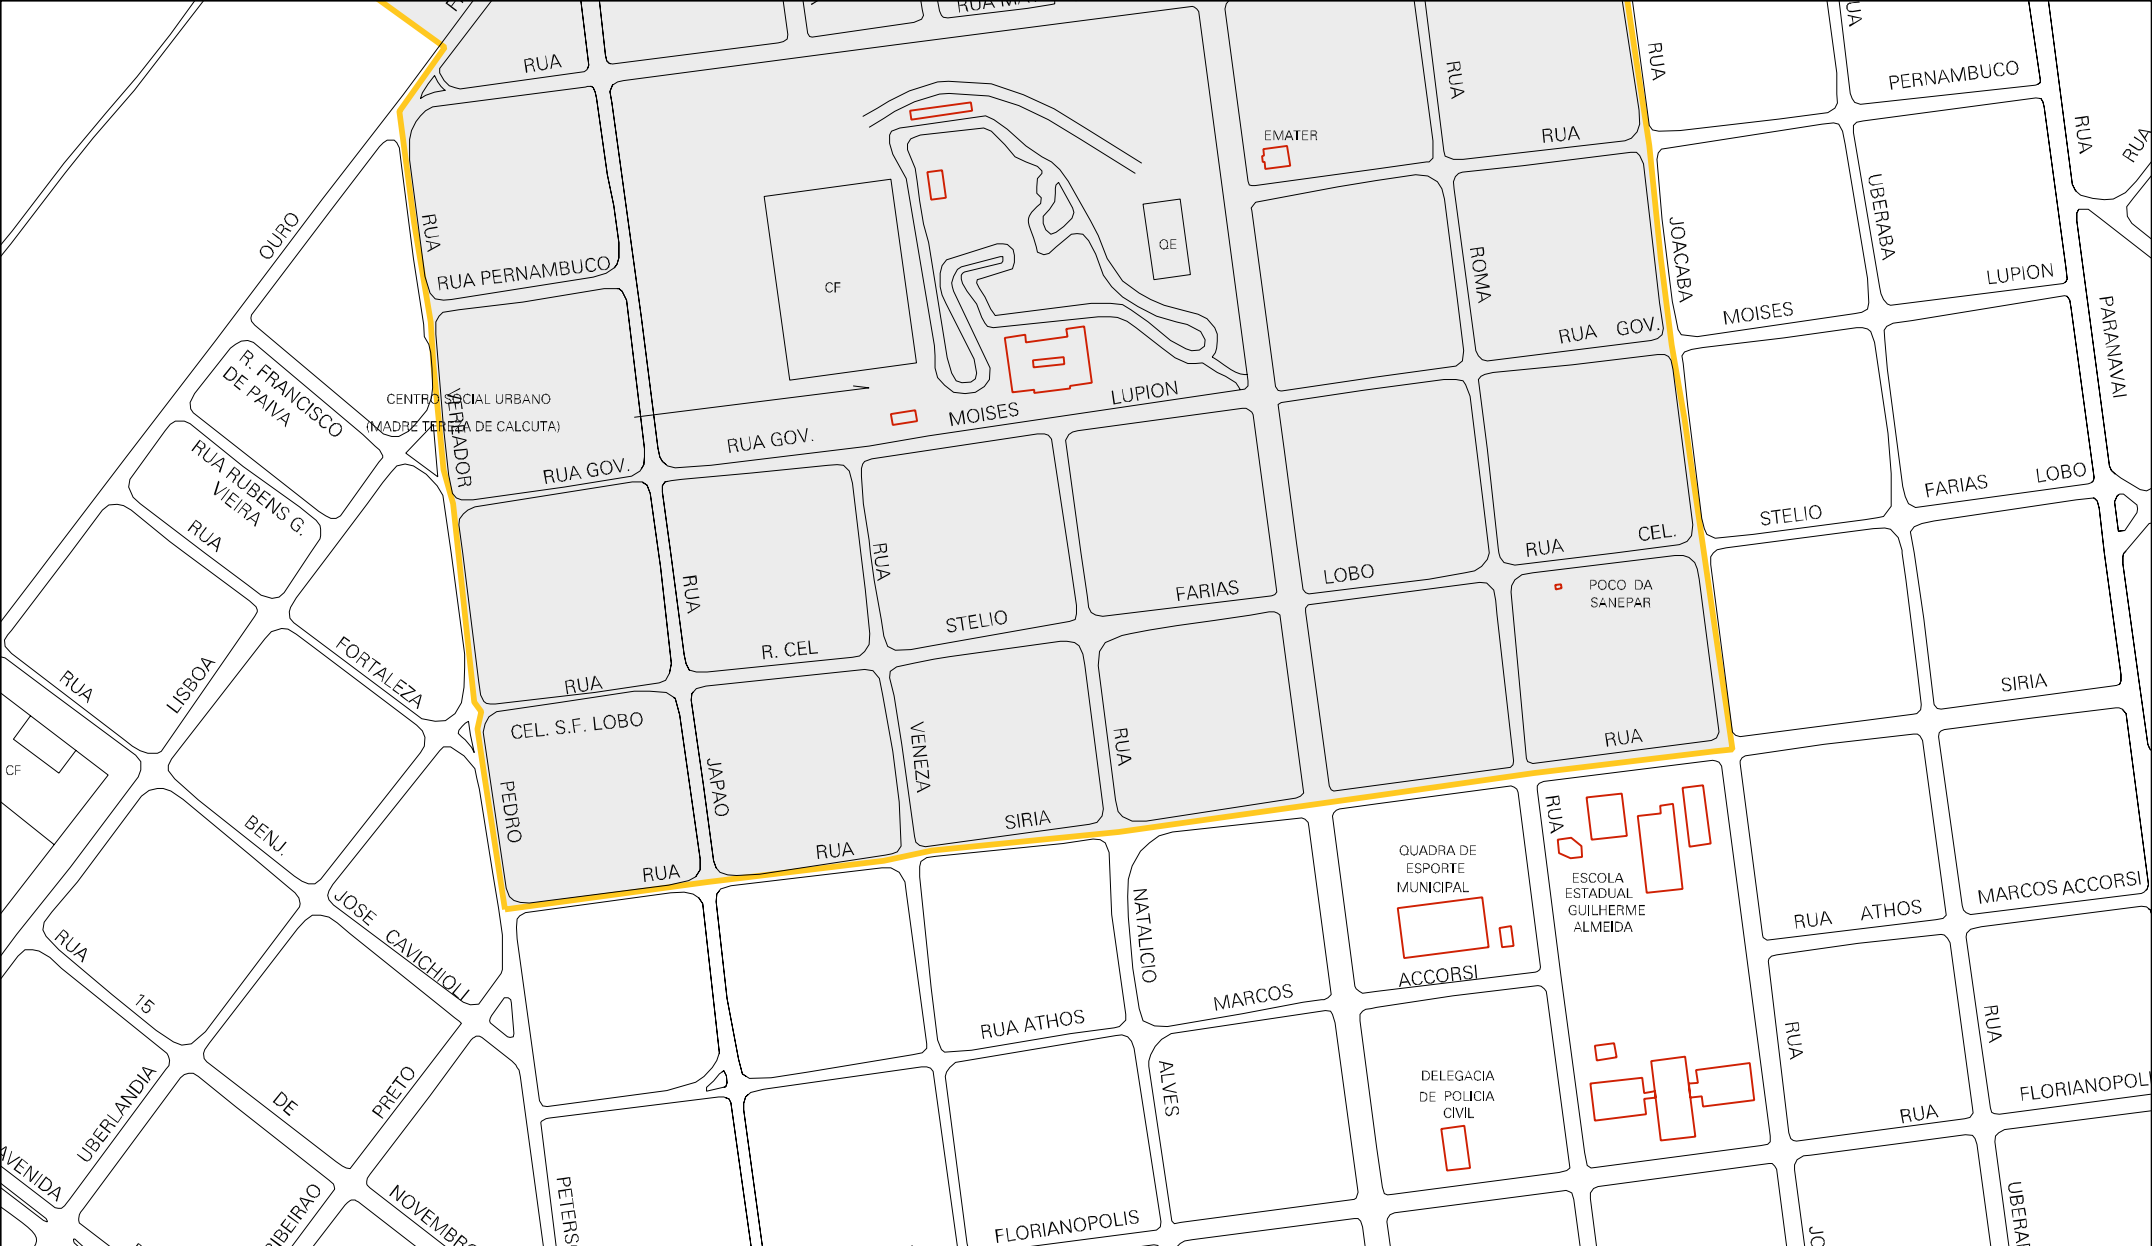 RUA
RUA
RUA
PERNAMBUCO
RUA
RUA
EMATER
RUA
RUA
OURO
RUA
UBERABA
JOACABA
QE
ROMA
RUA PERNAMBUCO
LUPION
CF
MOISES
RUA GOV.
PARANAVAI
R. FRANCISCO
DE PAIVA
CENTRO SOCIAL URBANO
(MADRE TEREZA DE CALCUTA)
VEREADOR
LUPION
MOISES
RUA GOV.
RUA GOV.
RUA RUBENS G.
VIEIRA
RUA
FARIAS
LOBO
STELIO
CEL.
RUA
RUA
RUA
LOBO
FARIAS
POCO DA
SANEPAR
STELIO
R. CEL
FORTALEZA
LISBOA
RUA
RUA
SIRIA
CEL. S.F. LOBO
RUA
RUA
VENEZA
JAPAO
CF
PEDRO
SIRIA
RUA
RUA
RUA
BENJ.
QUADRA DE
ESPORTE
MUNICIPAL
ESCOLA
ESTADUAL
GUILHERME
ALMEIDA
MARCOS ACCORSI
RUA ATHOS
JOSE CAVICHIOLI
NATALICIO
RUA
ACCORSI
MARCOS
RUA ATHOS
15
RUA
RUA
DELEGACIA
DE POLICIA
CIVIL
ALVES
FLORIANOPOL
RUA
UBERLANDIA
DE
PRETO
AVENIDA
NOVEMBRO
FLORIANOPOLIS